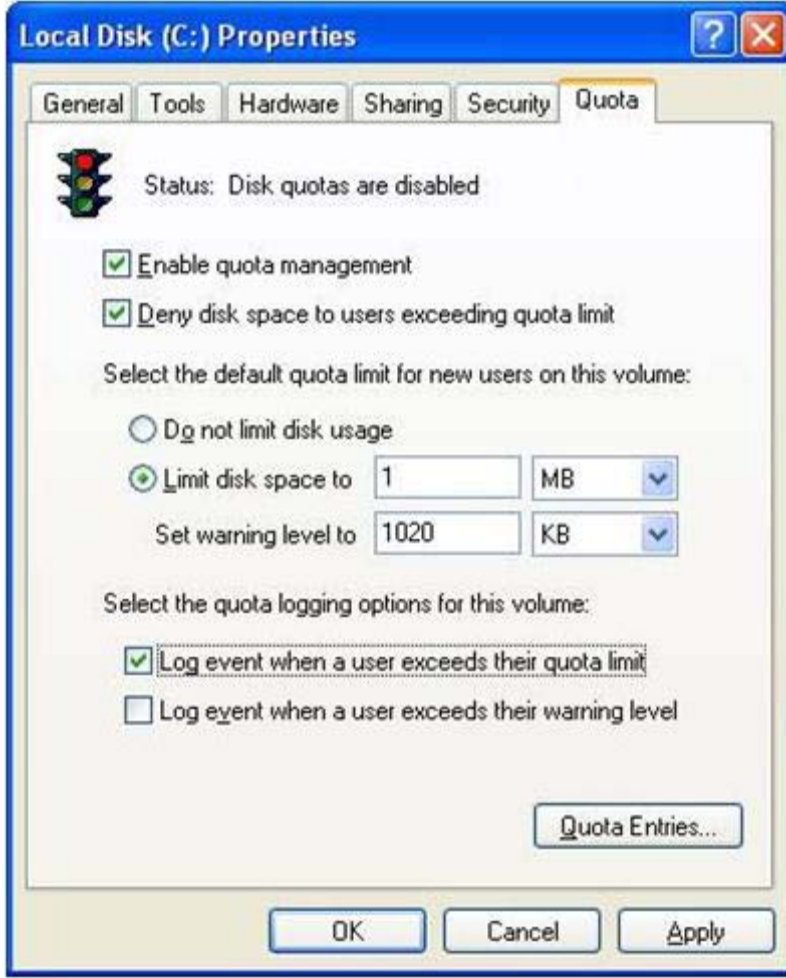 Local Disk (C:) Properties
General Tools Hardware Sharing Security Quota
Status: Disk quotas are disabled
Enable quota management
Deny disk space to users exceeding quota limit
Select the default quota limit for new users on this volume:
Do not limit disk usage
Limit disk space to 1 MB
Set warning level to 1020 KB
Select the quota logging options for this volume:
Log event when a user exceeds their quota limit
Log event when a user exceeds their warning level
Quota Entries...
OK Cancel Apply